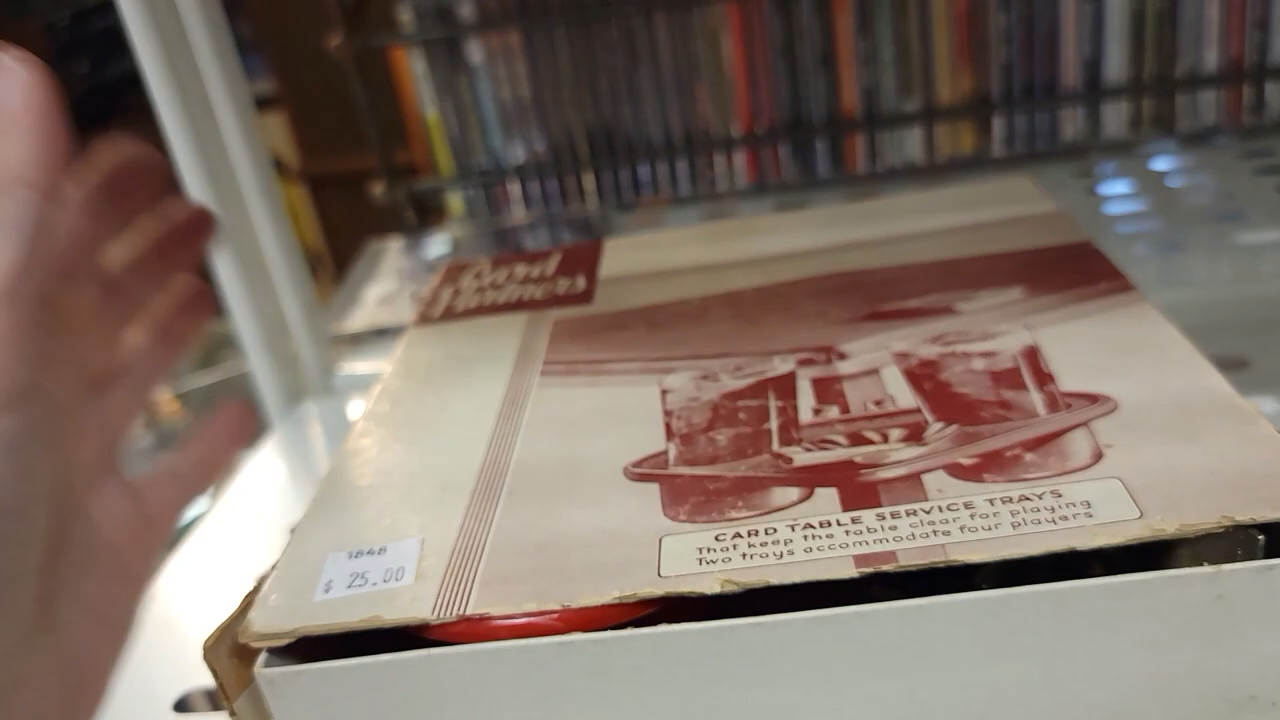 Card
Partners
CARD TABLE SERVICE TRAYS
That keep the table clear for playing
Two trays accommodate four players
1848
$ 25.00